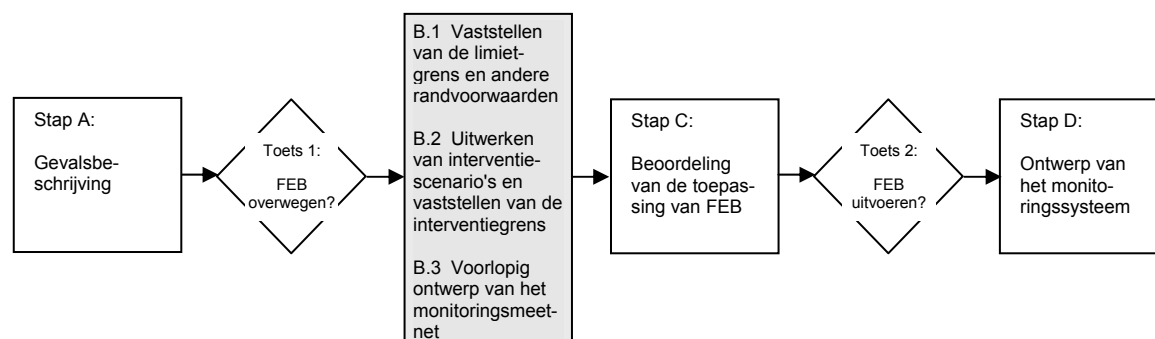 Stap A:
Gevalsbe-
schrijving
Toets 1:
FEB
overwegen?
B.1 Vaststellen
van de limiet-
grens en andere
randvoorwaarden
B.2 Uitwerken
van interventie-
scenario's en
vaststellen van de
interventiegrens
B.3 Voorlopig
ontwerp van het
monitoringsmeet-
net
Stap C:
Beoordeling
van de toepas-
sing van FEB
Toets 2:
FEB
uitvoeren?
Stap D:
Ontwerp van
het monito-
ringssysteem